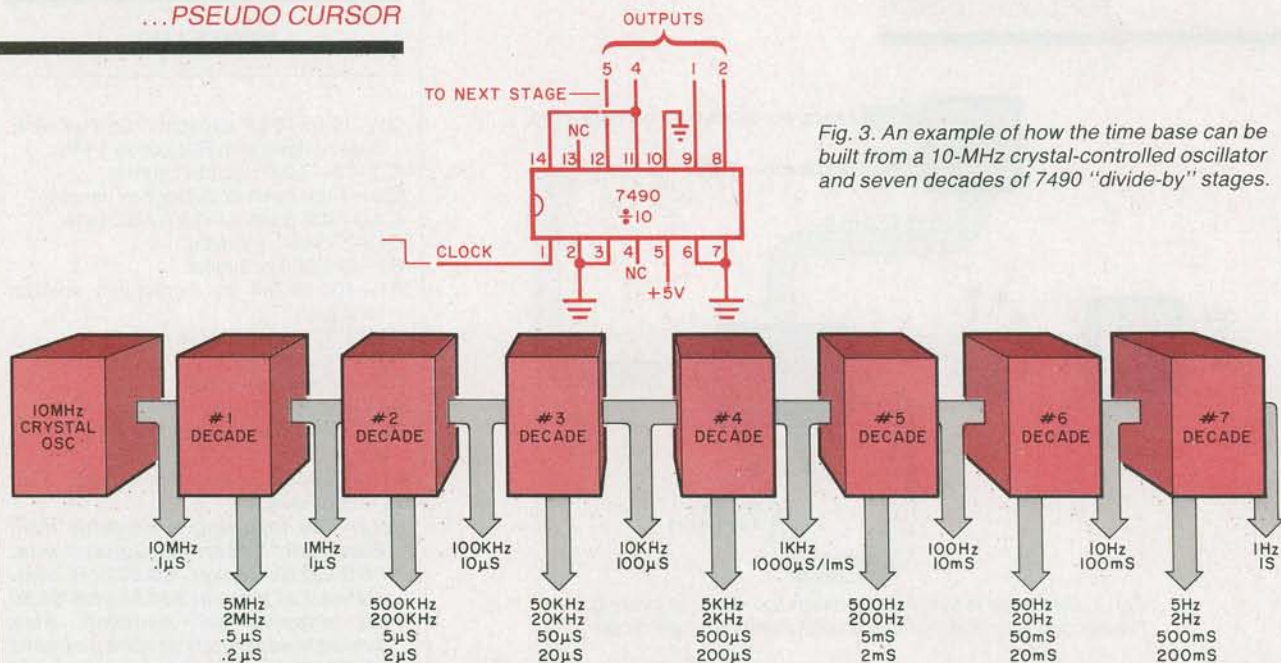 ...PSEUDO CURSOR
OUTPUTS
5 4 1 2
TO NEXT STAGE
NC
14 13 12 11 10 9 8
7490
÷10
CLOCK
1 2 3 4 5 6 7
NC
+5V
Fig. 3. An example of how the time base can be
built from a 10-MHz crystal-controlled oscillator
and seven decades of 7490 "divide-by" stages.
10MHz
CRYSTAL
OSC
#1
DECADE
#2
DECADE
#3
DECADE
#4
DECADE
#5
DECADE
#6
DECADE
#7
DECADE
10MHz
.1µS
1MHz
1µS
100KHz
10µS
10KHz
100µS
1KHz
1000µS/1mS
100Hz
10mS
10Hz
100mS
1Hz
1S
5MHz
2MHz
.5µS
.2µS
500KHz
200KHz
5µS
2µS
50KHz
20KHz
50µS
20µS
5KHz
2KHz
500µS
200µS
500Hz
200Hz
5mS
2mS
50Hz
20Hz
50mS
20mS
5Hz
2Hz
500mS
200mS